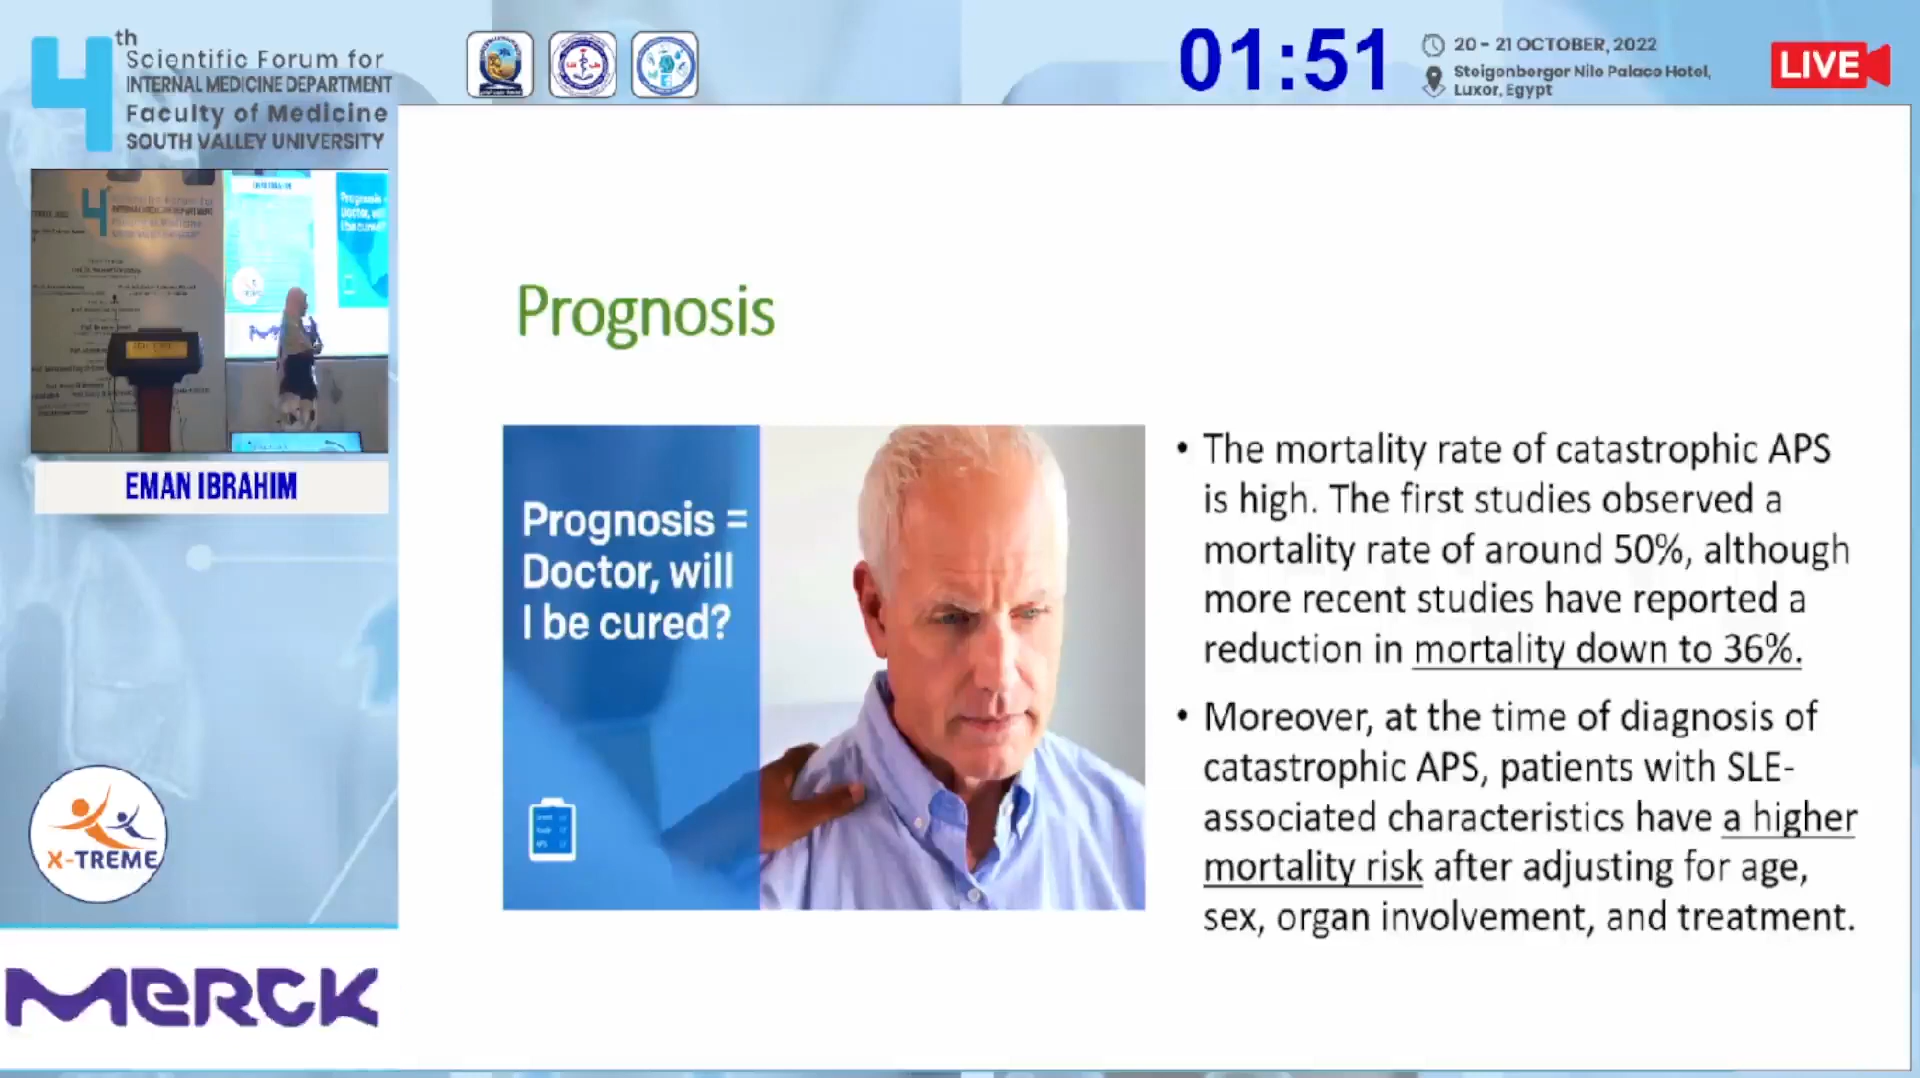 4th
Scientific Forum for
INTERNAL MEDICINE DEPARTMENT
Faculty of Medicine
SOUTH VALLEY UNIVERSITY
01:51
20 - 21 OCTOBER, 2022
Steigonbergor Nilo Palaco Hotol,
Luxor, Egypt
LIVE
EMAN IBRAHIM
X-TREME
MERCK
Prognosis
Prognosis =
Doctor, will
I be cured?
• The mortality rate of catastrophic APS
is high. The first studies observed a
mortality rate of around 50%, although
more recent studies have reported a
reduction in mortality down to 36%.
• Moreover, at the time of diagnosis of
catastrophic APS, patients with SLE-
associated characteristics have a higher
mortality risk after adjusting for age,
sex, organ involvement, and treatment.